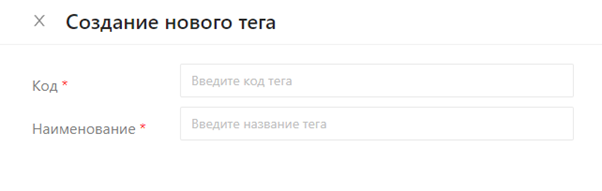 Создание нового тега
Код * Введите код тега
Наименование * Введите название тега